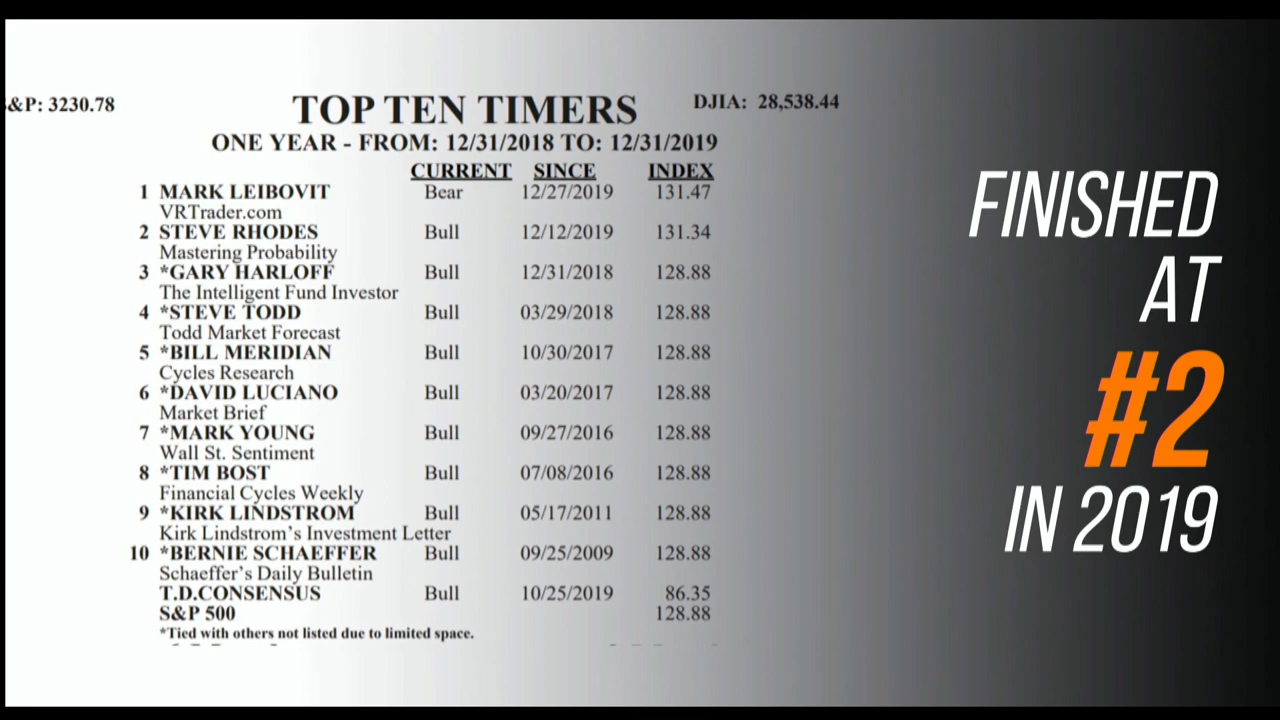 &P: 3230.78
TOP TEN TIMERS
DJIA: 28,538.44
ONE YEAR - FROM: 12/31/2018 TO: 12/31/2019
CURRENT SINCE INDEX
1 MARK LEIBOVIT Bear 12/27/2019 131.47
VRTrader.com
2 STEVE RHODES Bull 12/12/2019 131.34
Mastering Probability
3 *GARY HARLOFF Bull 12/31/2018 128.88
The Intelligent Fund Investor
4 *STEVE TODD Bull 03/29/2018 128.88
Todd Market Forecast
5 *BILL MERIDIAN Bull 10/30/2017 128.88
Cycles Research
6 *DAVID LUCIANO Bull 03/20/2017 128.88
Market Brief
7 *MARK YOUNG Bull 09/27/2016 128.88
Wall St. Sentiment
8 *TIM BOST Bull 07/08/2016 128.88
Financial Cycles Weekly
9 *KIRK LINDSTROM Bull 05/17/2011 128.88
Kirk Lindstrom's Investment Letter
10 *BERNIE SCHAEFFER Bull 09/25/2009 128.88
Schaeffer's Daily Bulletin
T.D.CONSENSUS Bull 10/25/2019 86.35
S&P 500 128.88
*Tied with others not listed due to limited space.
FINISHED
AT
#2
IN 2019